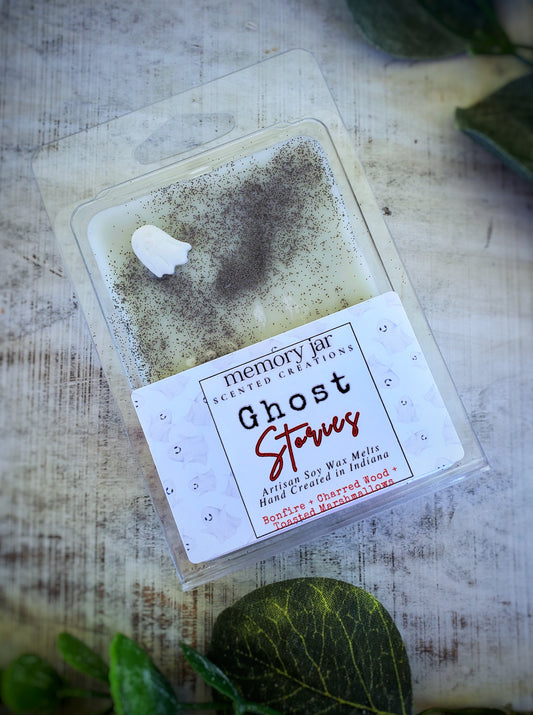 memory jar
SCENTED CREATIONS
Ghost
Stories
Artisan Soy Wax Melts
Hand Created in Indiana
Bonfire + Charred Wood +
Toasted Marshmallows